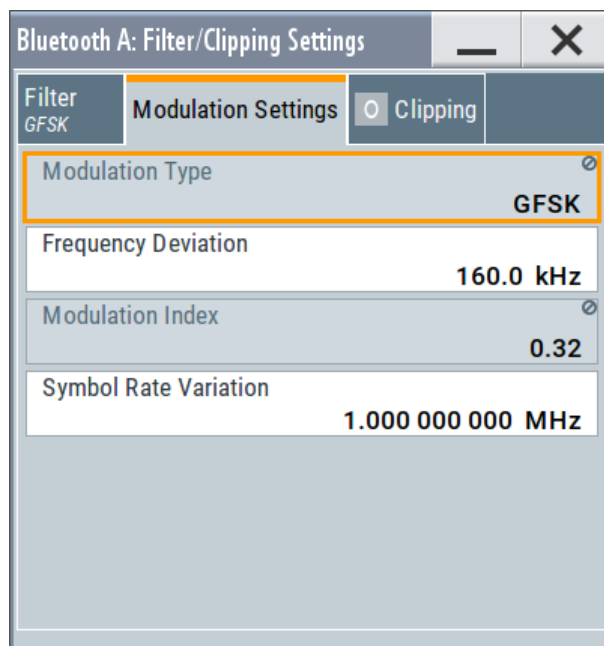 Bluetooth A: Filter/Clipping Settings
Filter
GFSK
Modulation Settings
O Clipping
Modulation Type
GFSK
Frequency Deviation
160.0 kHz
Modulation Index
0.32
Symbol Rate Variation
1.000 000 000 MHz